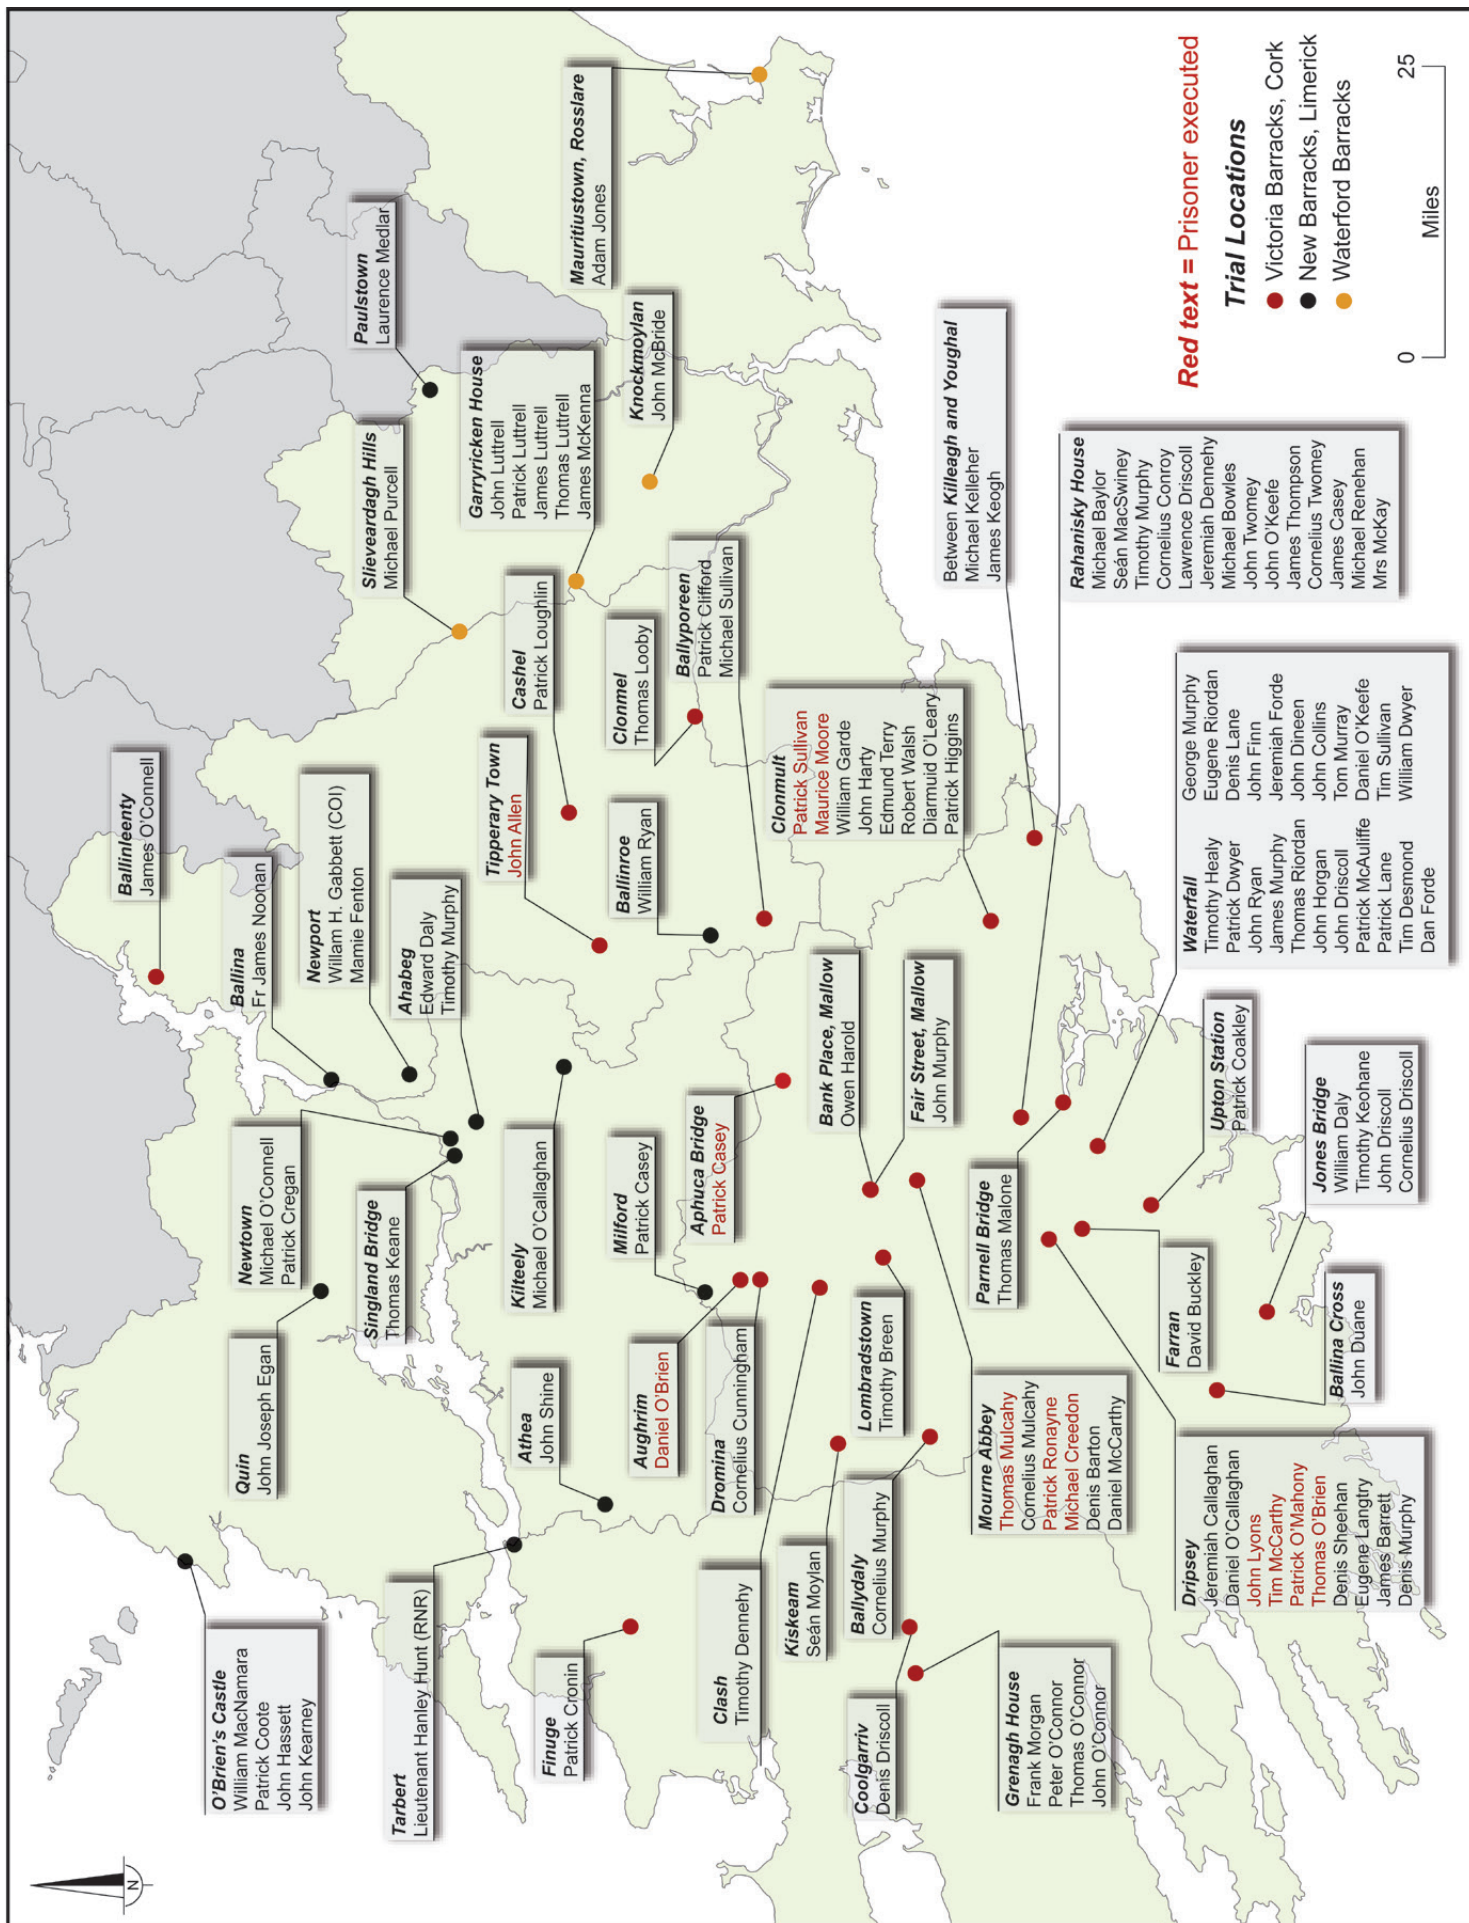 O'Brien's Castle
William MacNamara
Patrick Coote
John Hassett
John Kearney
Tarbert
Lieutenant Hanley Hunt (RNR)
Quin
John Joseph Egan
Newtown
Michael O'Connell
Patrick Cregan
Singland Bridge
Thomas Keane
Ballina
Fr James Noonan
Ballinleenty
James O'Connell
Newport
Willam H. Gabbett (COI)
Mamie Fenton
Ahabeg
Edward Daly
Timothy Murphy
Slieveardagh Hills
Michael Purcell
Paulstown
Laurence Medlar
Garryricken House
John Luttrell
Patrick Luttrell
James Luttrell
Thomas Luttrell
James McKenna
Mauritiustown, Rosslare
Adam Jones
Knockmoylan
John McBride
Finuge
Patrick Cronin
Athea
John Shine
Kilteely
Michael O'Callaghan
Tipperary Town
John Allen
Cashel
Patrick Loughlin
Clonmel
Thomas Looby
Ballinroe
William Ryan
Ballyporeen
Patrick Clifford
Michael Sullivan
Milford
Patrick Casey
Aughrim
Daniel O'Brien
Aphuca Bridge
Patrick Casey
Dromina
Cornelius Cunningham
Clash
Timothy Dennehy
Kiskeam
Seán Moylan
Ballydaly
Cornelius Murphy
Coolgarriv
Denis Driscoll
Lombradstown
Timothy Breen
Bank Place, Mallow
Owen Harold
Fair Street, Mallow
John Murphy
Clonmult
Patrick Sullivan
Maurice Moore
William Garde
John Harty
Edmund Terry
Robert Walsh
Diarmuid O'Leary
Patrick Higgins
Between Killeagh and Youghal
Michael Kelleher
James Keogh
Grenagh House
Frank Morgan
Peter O'Connor
Thomas O'Connor
John O'Connor
Mourne Abbey
Thomas Mulcahy
Cornelius Mulcahy
Patrick Ronayne
Michael Creedon
Denis Barton
Daniel McCarthy
Parnell Bridge
Thomas Malone
Rahanisky House
Michael Baylor
Seán MacSwiney
Timothy Murphy
Cornelius Conroy
Lawrence Driscoll
Jeremiah Dennehy
Michael Bowles
John Twomey
John O'Keefe
James Thompson
Cornelius Twomey
James Casey
Michael Renehan
Mrs McKay
Dripsey
Jeremiah Callaghan
Daniel O'Callaghan
John Lyons
Tim McCarthy
Patrick O'Mahony
Thomas O'Brien
Denis Sheehan
Eugene Langtry
James Barrett
Denis Murphy
Farran
David Buckley
Ballina Cross
John Duane
Upton Station
Patrick Coakley
Jones Bridge
William Daly
Timothy Keohane
John Driscoll
Cornelius Driscoll
Waterfall
Timothy Healy
Patrick Dwyer
John Ryan
James Murphy
Thomas Riordan
John Horgan
John Driscoll
Patrick McAuliffe
Patrick Lane
Tim Desmond
Dan Forde
George Murphy
Eugene Riordan
Denis Lane
John Finn
Jeremiah Forde
John Dineen
John Collins
Tom Murray
Daniel O'Keefe
Tim Sullivan
William Dwyer
Red text = Prisoner executed
Trial Locations
Victoria Barracks, Cork
New Barracks, Limerick
Waterford Barracks
0 25
Miles
N